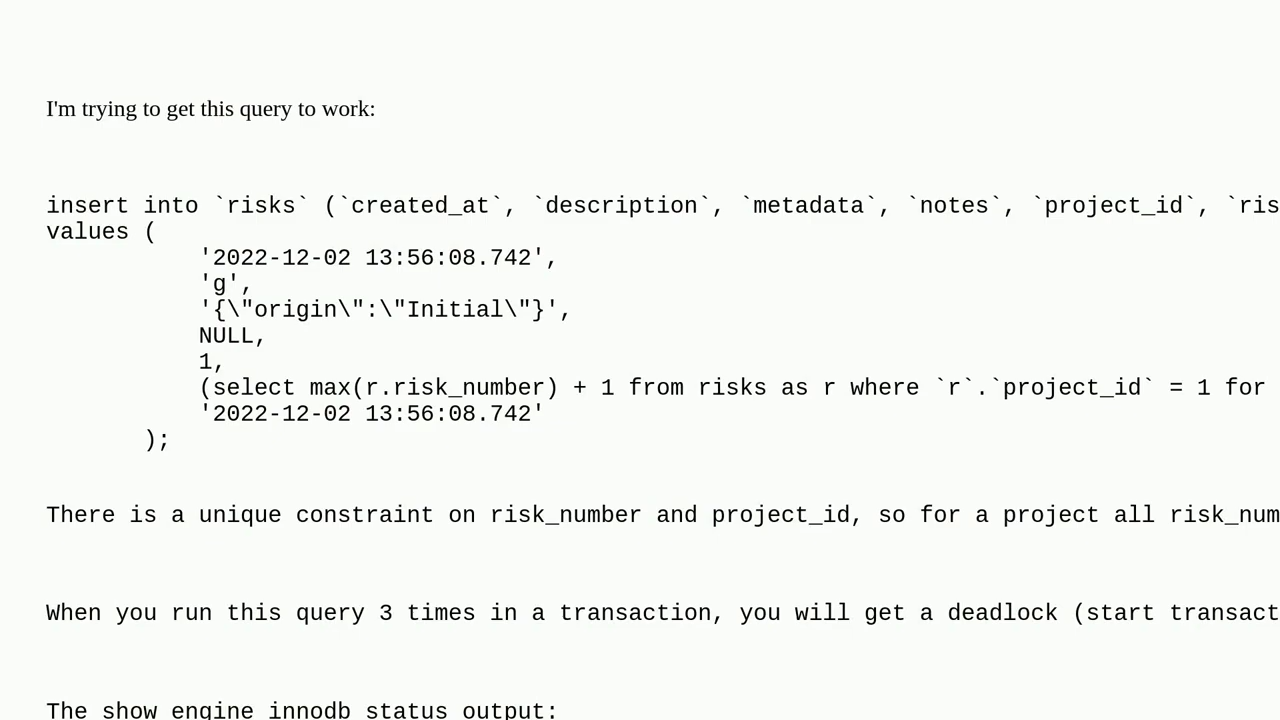 I'm trying to get this query to work:
insert into `risks` (`created_at`, `description`, `metadata`, `notes`, `project_id`, `ris
values (
'2022-12-02 13:56:08.742',
'g',
'{\"origin\":\"Initial\"}',
NULL,
1,
(select max(r.risk_number) + 1 from risks as r where `r`.`project_id` = 1 for
'2022-12-02 13:56:08.742'
);
There is a unique constraint on risk_number and project_id, so for a project all risk_num
When you run this query 3 times in a transaction, you will get a deadlock (start transact
The show engine innodb status output: